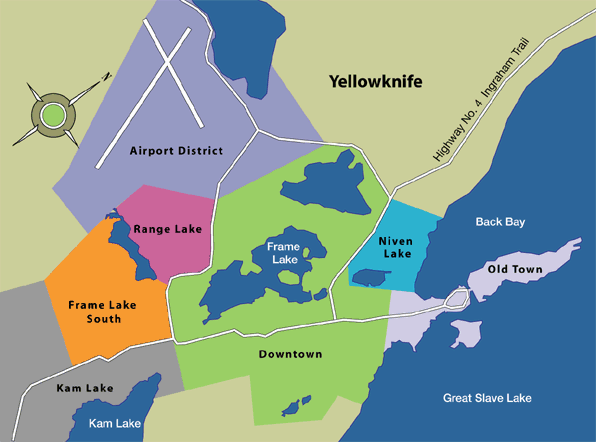 N
Yellowknife
Highway No. 4 Ingraham Trail
Airport District
Range Lake
Back Bay
Niven
Lake
Frame
Lake
Old Town
Frame Lake
South
Downtown
Kam Lake
Great Slave Lake
Kam Lake